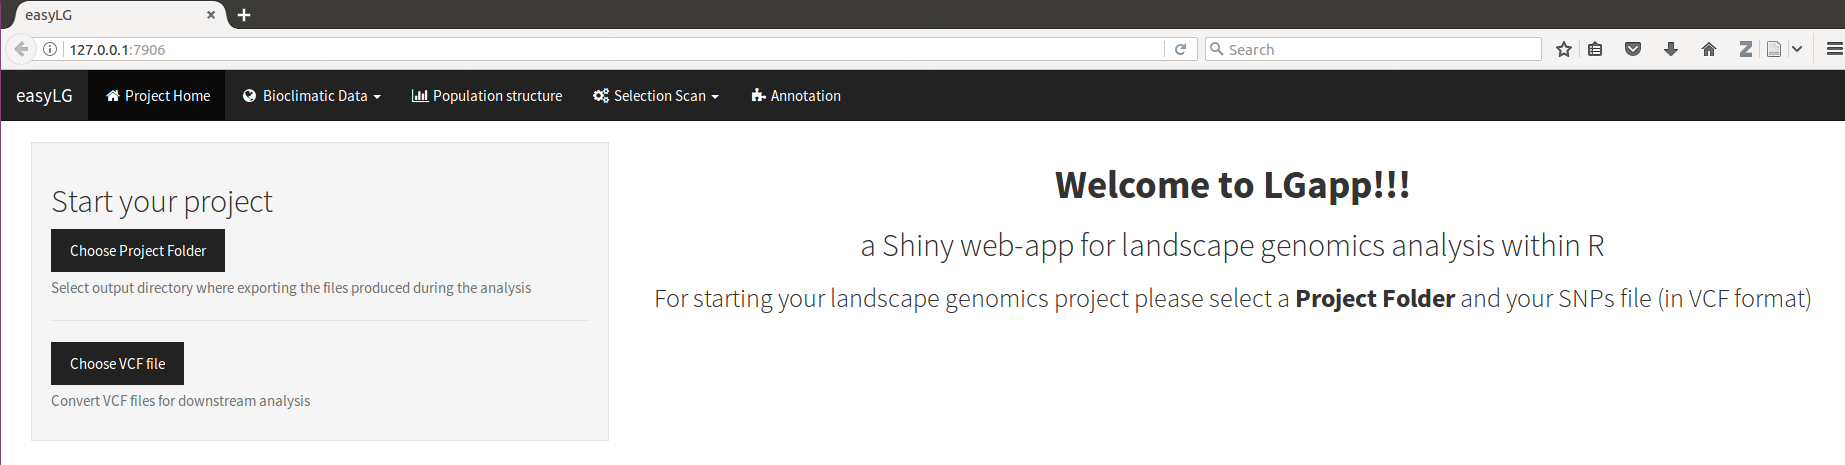 easyLG
127.0.0.1:7906
Search
easyLG Project Home Bioclimatic Data Population structure Selection Scan Annotation
Start your project
Choose Project Folder
Select output directory where exporting the files produced during the analysis
Choose VCF file
Convert VCF files for downstream analysis
Welcome to LGapp!!!
a Shiny web-app for landscape genomics analysis within R
For starting your landscape genomics project please select a Project Folder and your SNPs file (in VCF format)